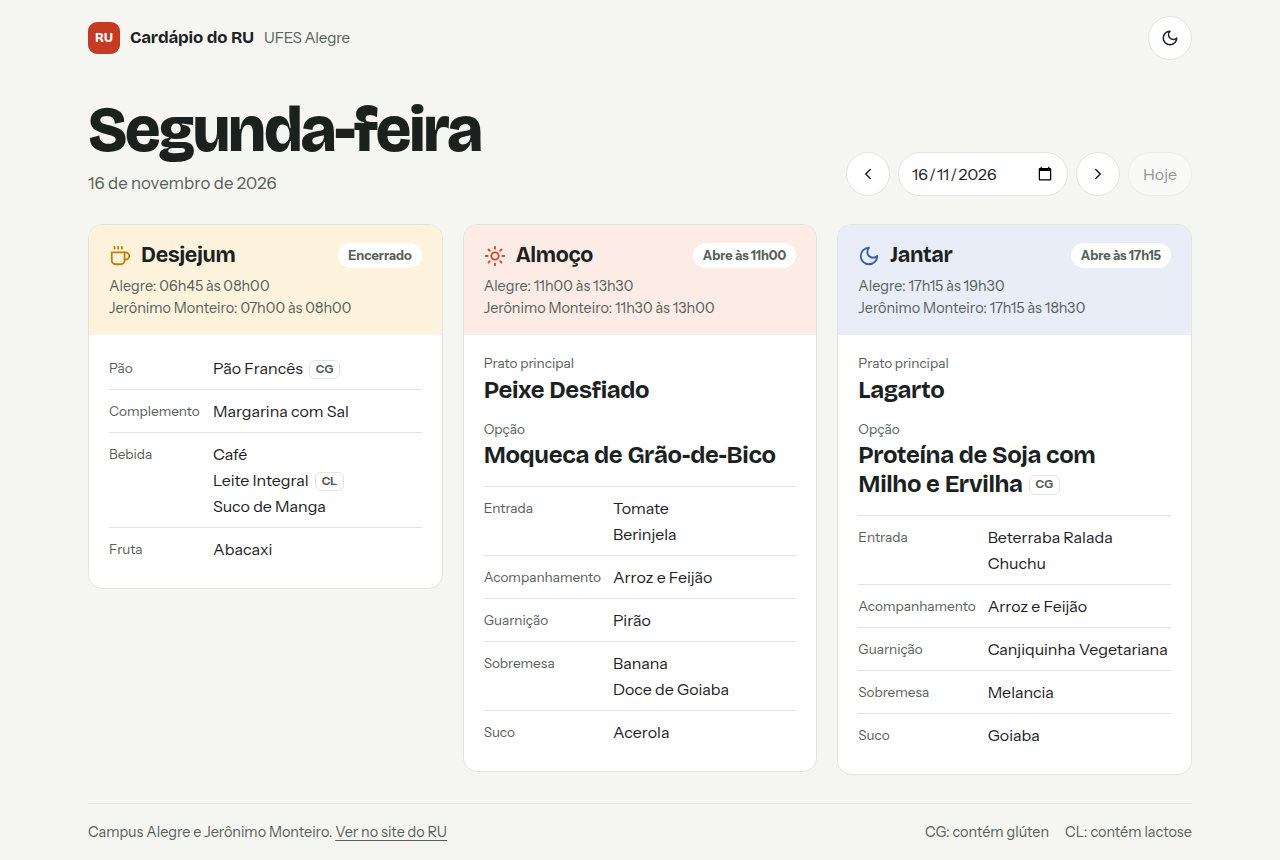 RU Cardápio do RU UFES Alegre
Segunda-feira
16 de novembro de 2026
16/11/2026 Hoje
Desjejum Encerrado
Alegre: 06h45 às 08h00
Jerônimo Monteiro: 07h00 às 08h00
Pão Pão Francês CG
Complemento Margarina com Sal
Bebida Café
Leite Integral CL
Suco de Manga
Fruta Abacaxi
Almoço Abre às 11h00
Alegre: 11h00 às 13h30
Jerônimo Monteiro: 11h30 às 13h00
Prato principal
Peixe Desfiado
Opção
Moqueca de Grão-de-Bico
Entrada Tomate
Berinjela
Acompanhamento Arroz e Feijão
Guarnição Pirão
Sobremesa Banana
Doce de Goiaba
Suco Acerola
Jantar Abre às 17h15
Alegre: 17h15 às 19h30
Jerônimo Monteiro: 17h15 às 18h30
Prato principal
Lagarto
Opção
Proteína de Soja com
Milho e Ervilha CG
Entrada Beterraba Ralada
Chuchu
Acompanhamento Arroz e Feijão
Guarnição Canjiquinha Vegetariana
Sobremesa Melancia
Suco Goiaba
Campus Alegre e Jerônimo Monteiro. Ver no site do RU
CG: contém glúten CL: contém lactose